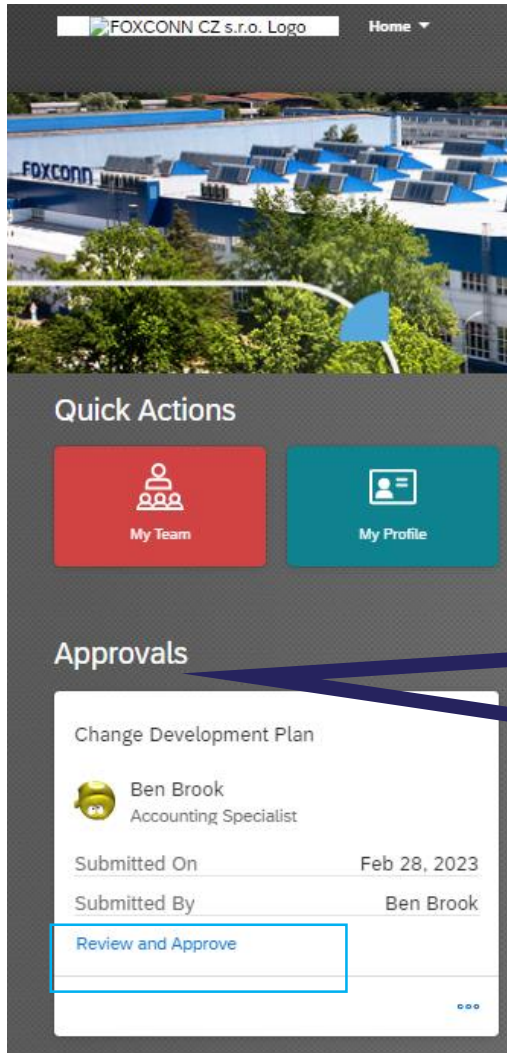 FOXCONN CZ s.r.o. Logo Home
FOXCONN
Quick Actions
My Team My Profile
Approvals
Change Development Plan
Ben Brook
Accounting Specialist
Submitted On Feb 28, 2023
Submitted By Ben Brook
Review and Approve